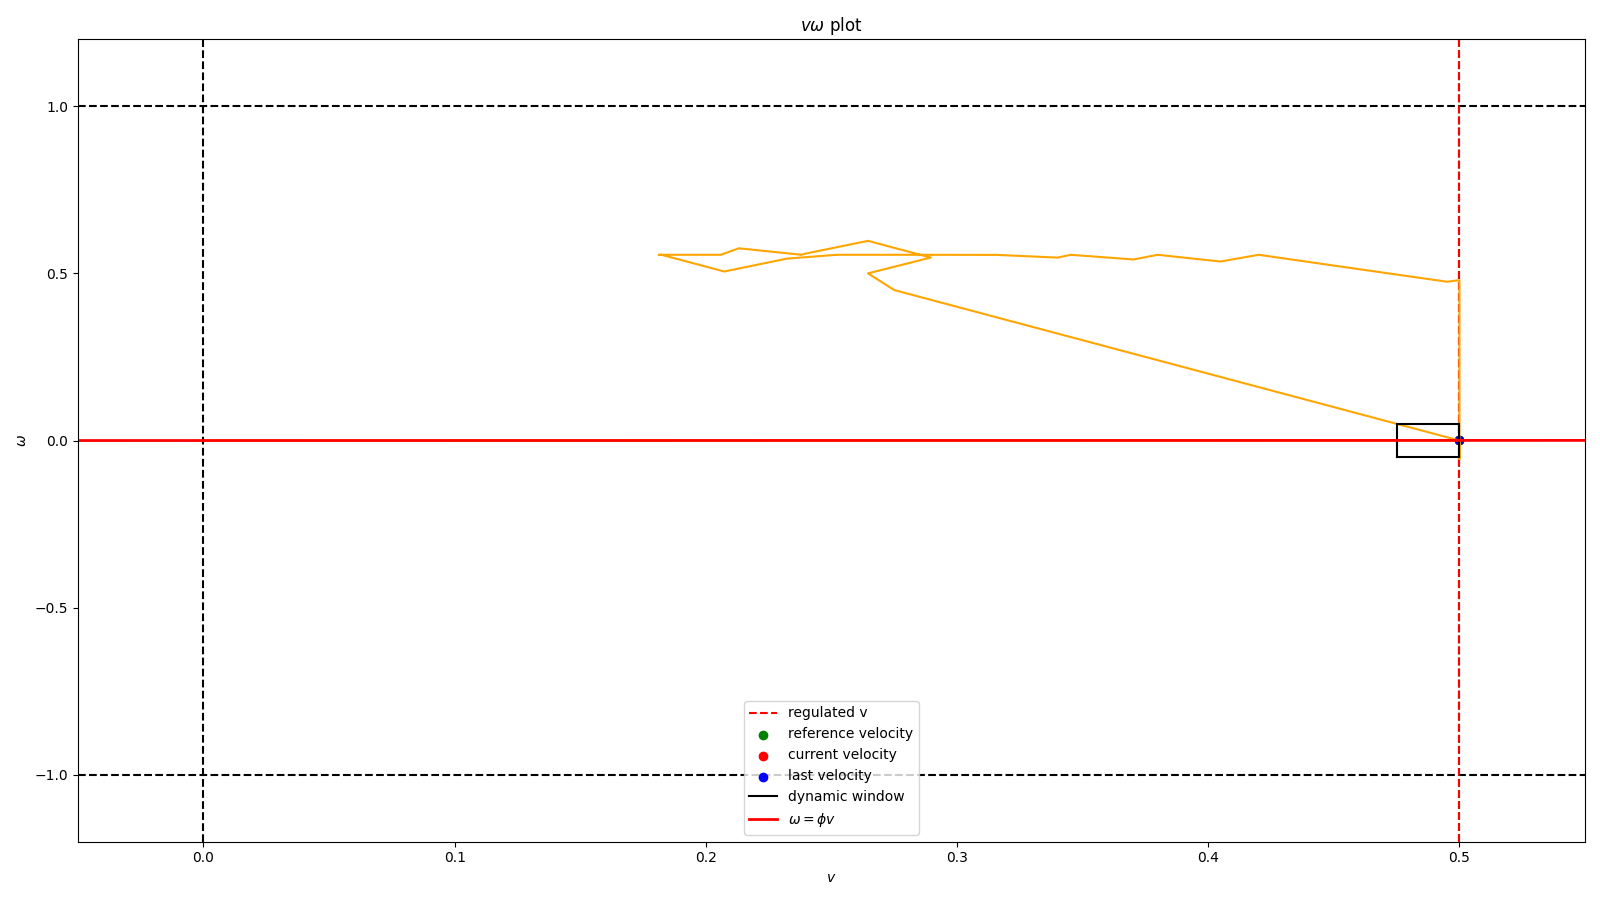 vω plot
1.0
0.5
0.0
−0.5
−1.0
ω
regulated v
reference velocity
current velocity
last velocity
dynamic window
ω = ϕv
0.0 0.1 0.2 0.3 0.4 0.5
v